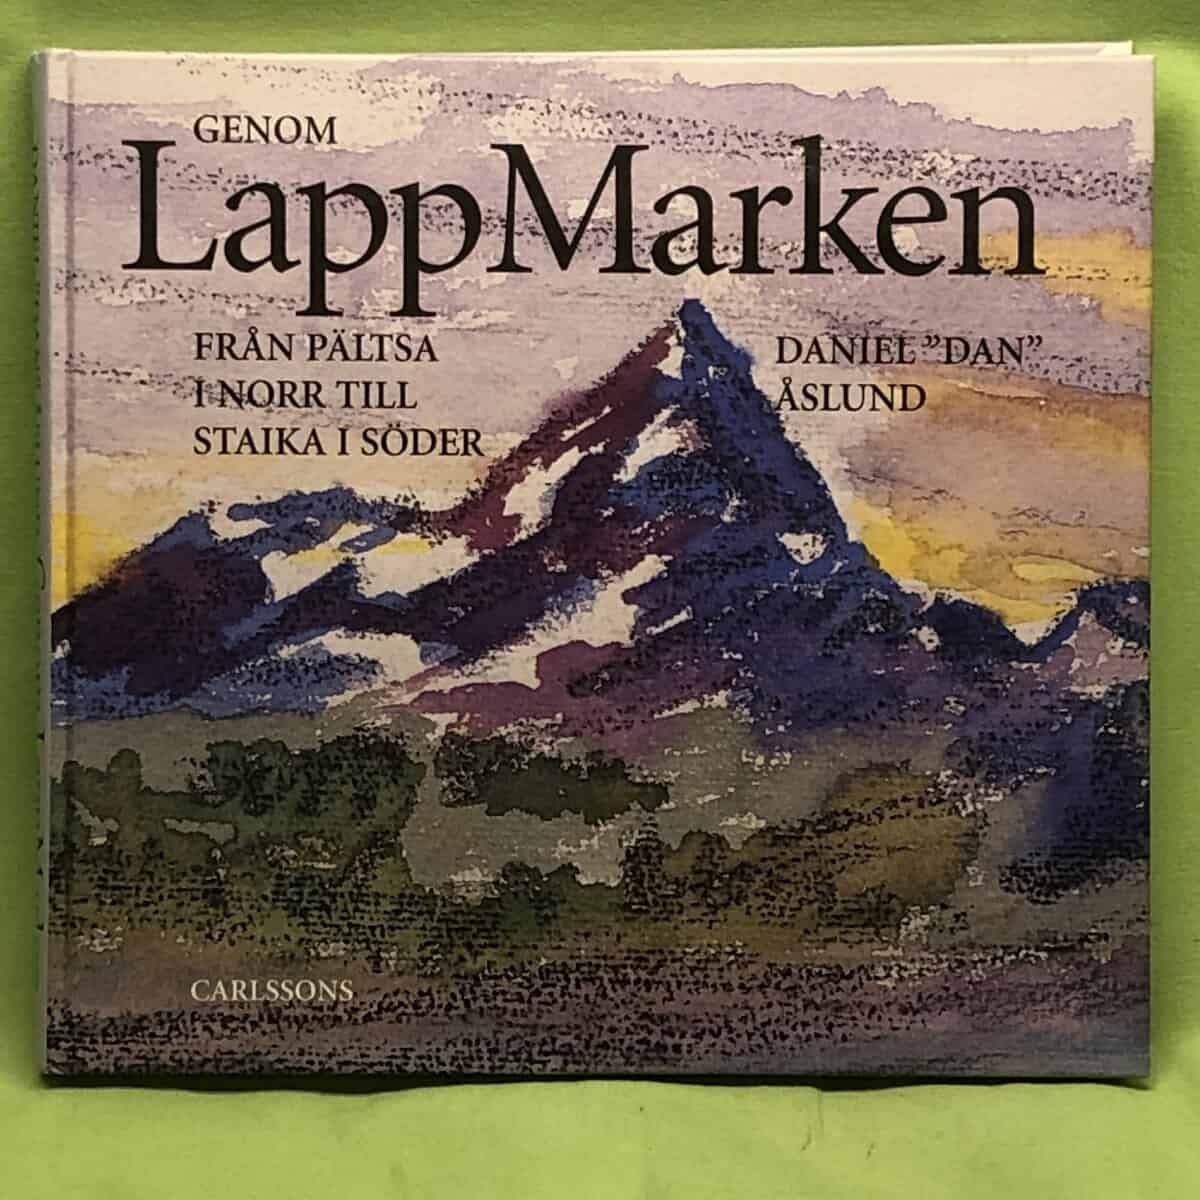 GENOM
LappMarken
FRÅN PÄLTSA
I NORR TILL
STAIKA I SÖDER
DANIEL ”DAN”
ÅSLUND
CARLSSONS